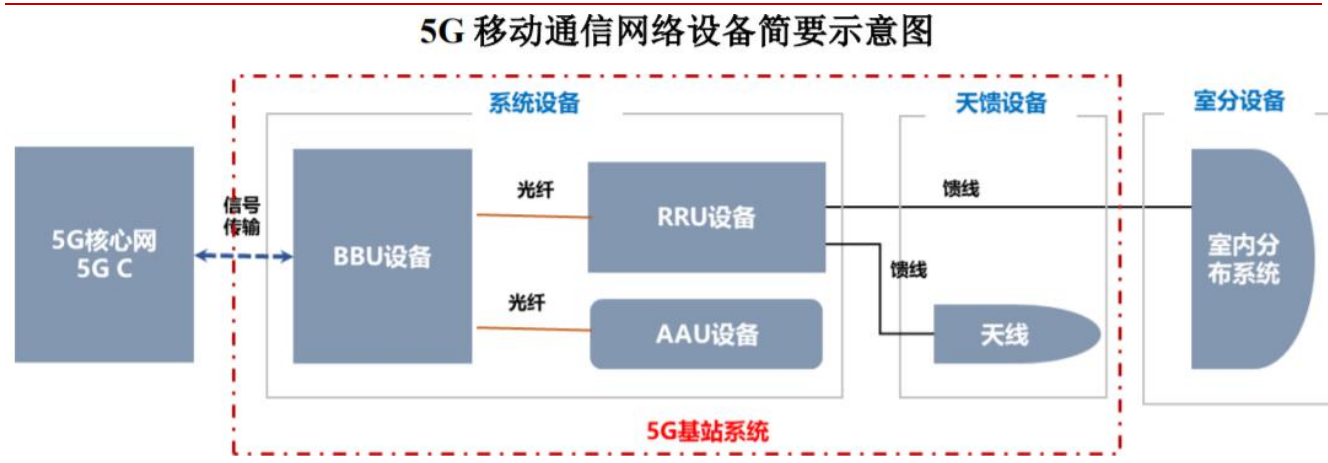 5G 移动通信网络设备简要示意图
系统设备
天馈设备
室分设备
5G核心网
5G C
信号
传输
BBU设备
光纤
RRU设备
光纤
AAU设备
馈线
馈线
天线
室内分
布系统
5G基站系统